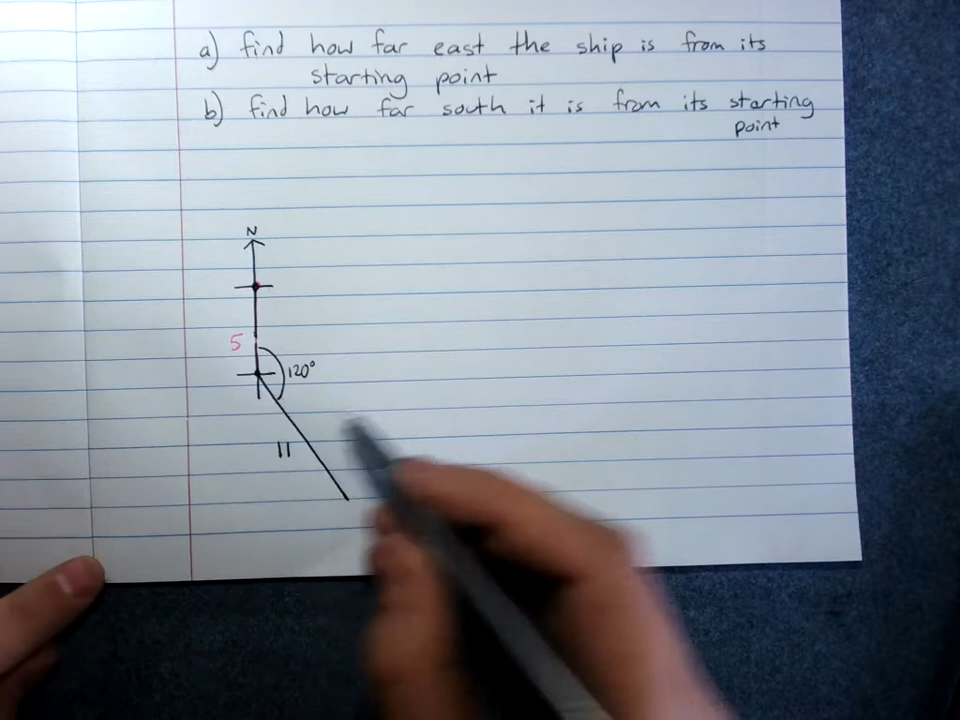 a) find how far east the ship is from its
starting point
b) find how far south it is from its starting
point
N
5
120°
11